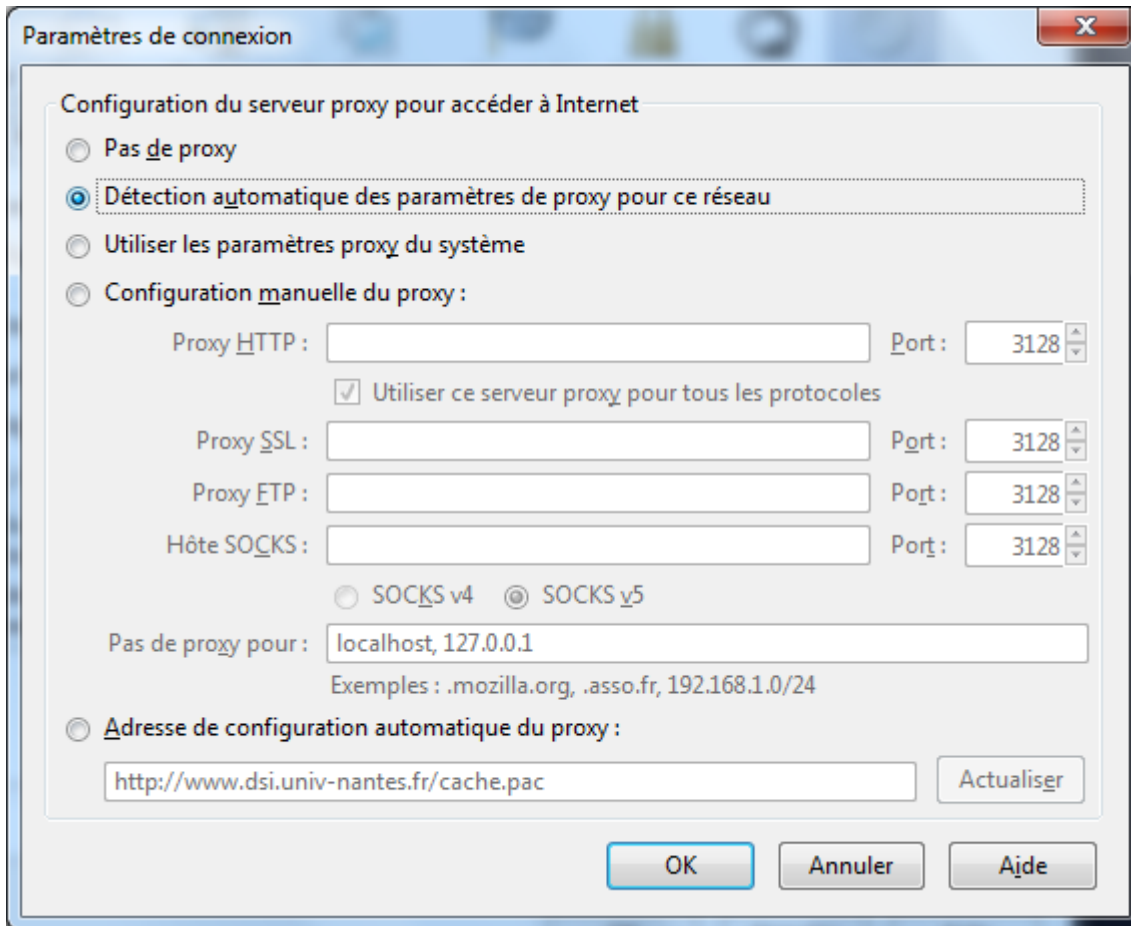 Paramètres de connexion
Configuration du serveur proxy pour accéder à Internet
Pas de proxy
Détection automatique des paramètres de proxy pour ce réseau
Utiliser les paramètres proxy du système
Configuration manuelle du proxy :
Proxy HTTP : Port : 3128
Utiliser ce serveur proxy pour tous les protocoles
Proxy SSL : Port : 3128
Proxy FTP : Port : 3128
Hôte SOCKS : Port : 3128
SOCKS v4 SOCKS v5
Pas de proxy pour : localhost, 127.0.0.1
Exemples : .mozilla.org, .asso.fr, 192.168.1.0/24
Adresse de configuration automatique du proxy :
http://www.dsi.univ-nantes.fr/cache.pac Actualiser
OK Annuler Aide